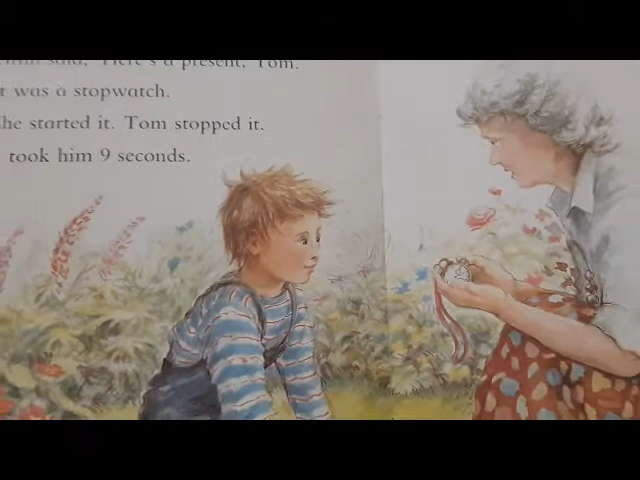 said, "Here's a present, Tom.
t was a stopwatch.
he started it. Tom stopped it.
took him 9 seconds.